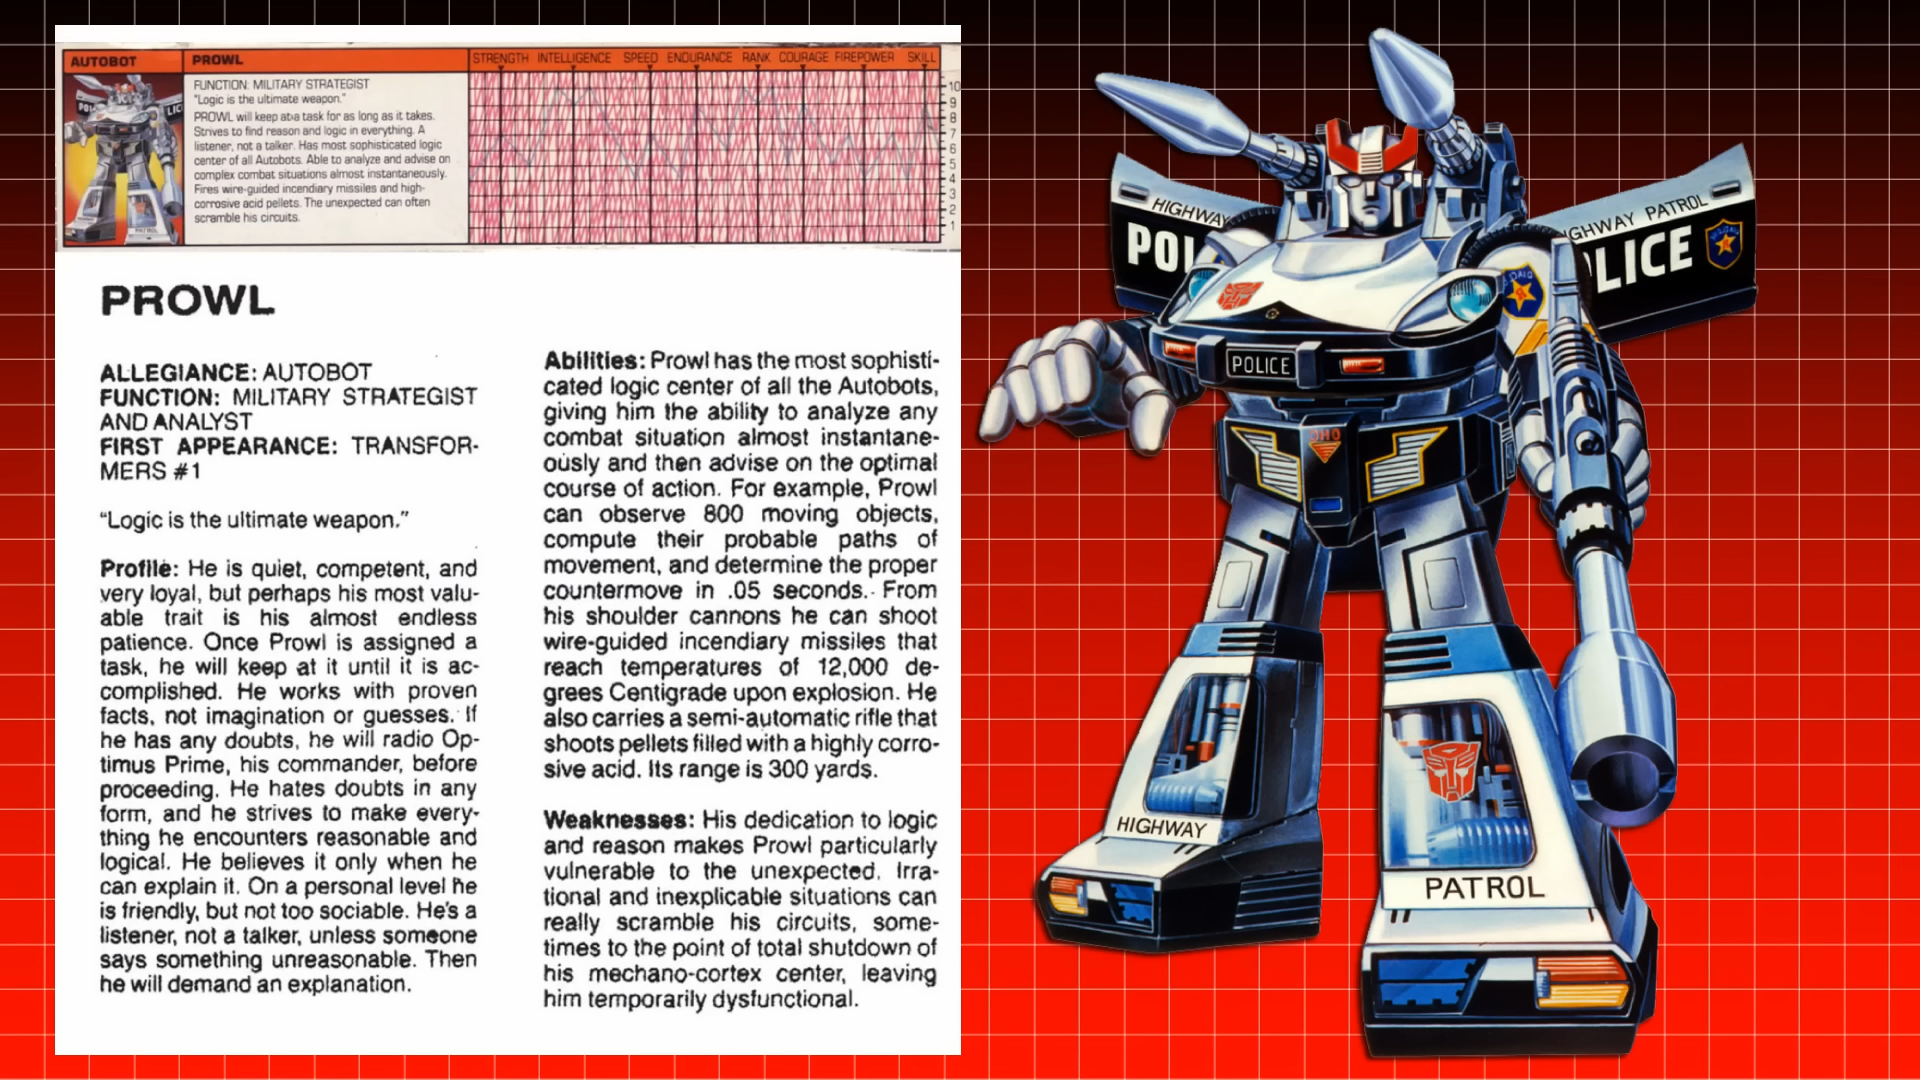 AUTOBOT
PROWL
STRENGTH INTELLIGENCE SPEED ENDURANCE RANK COURAGE FIREPOWER SKILL
FUNCTION: MILITARY STRATEGIST
"Logic is the ultimate weapon."
PROWL will keep at a task for as long as it takes.
Strives to find reason and logic in everything. A
listener, not a talker. Has most sophisticated logic
center of all Autobots. Able to analyze and advise on
complex combat situations almost instantaneously.
Fires wire-guided incendiary missiles and high-
corrosive acid pellets. The unexpected can often
scramble his circuits.
10
9
8
7
6
5
4
3
2
1
PROWL
ALLEGIANCE: AUTOBOT
FUNCTION: MILITARY STRATEGIST
AND ANALYST
FIRST APPEARANCE: TRANSFOR-
MERS #1
“Logic is the ultimate weapon.”
Profile: He is quiet, competent, and
very loyal, but perhaps his most valu-
able trait is his almost endless
patience. Once Prowl is assigned a
task, he will keep at it until it is ac-
complished. He works with proven
facts, not imagination or guesses. If
he has any doubts, he will radio Op-
timus Prime, his commander, before
proceeding. He hates doubts in any
form, and he strives to make every-
thing he encounters reasonable and
logical. He believes it only when he
can explain it. On a personal level he
is friendly, but not too sociable. He's a
listener, not a talker, unless someone
says something unreasonable. Then
he will demand an explanation.
Abilities: Prowl has the most sophisti-
cated logic center of all the Autobots,
giving him the ability to analyze any
combat situation almost instantane-
ously and then advise on the optimal
course of action. For example, Prowl
can observe 800 moving objects,
compute their probable paths of
movement, and determine the proper
countermove in .05 seconds. From
his shoulder cannons he can shoot
wire-guided incendiary missiles that
reach temperatures of 12,000 de-
grees Centigrade upon explosion. He
also carries a semi-automatic rifle that
shoots pellets filled with a highly corro-
sive acid. Its range is 300 yards.
Weaknesses: His dedication to logic
and reason makes Prowl particularly
vulnerable to the unexpected. Irra-
tional and inexplicable situations can
really scramble his circuits, some-
times to the point of total shutdown of
his mechano-cortex center, leaving
him temporarily dysfunctional.
HIGHWAY
POL
GHWAY PATROL
LICE
POLICE
OHO
HIGHWAY
PATROL